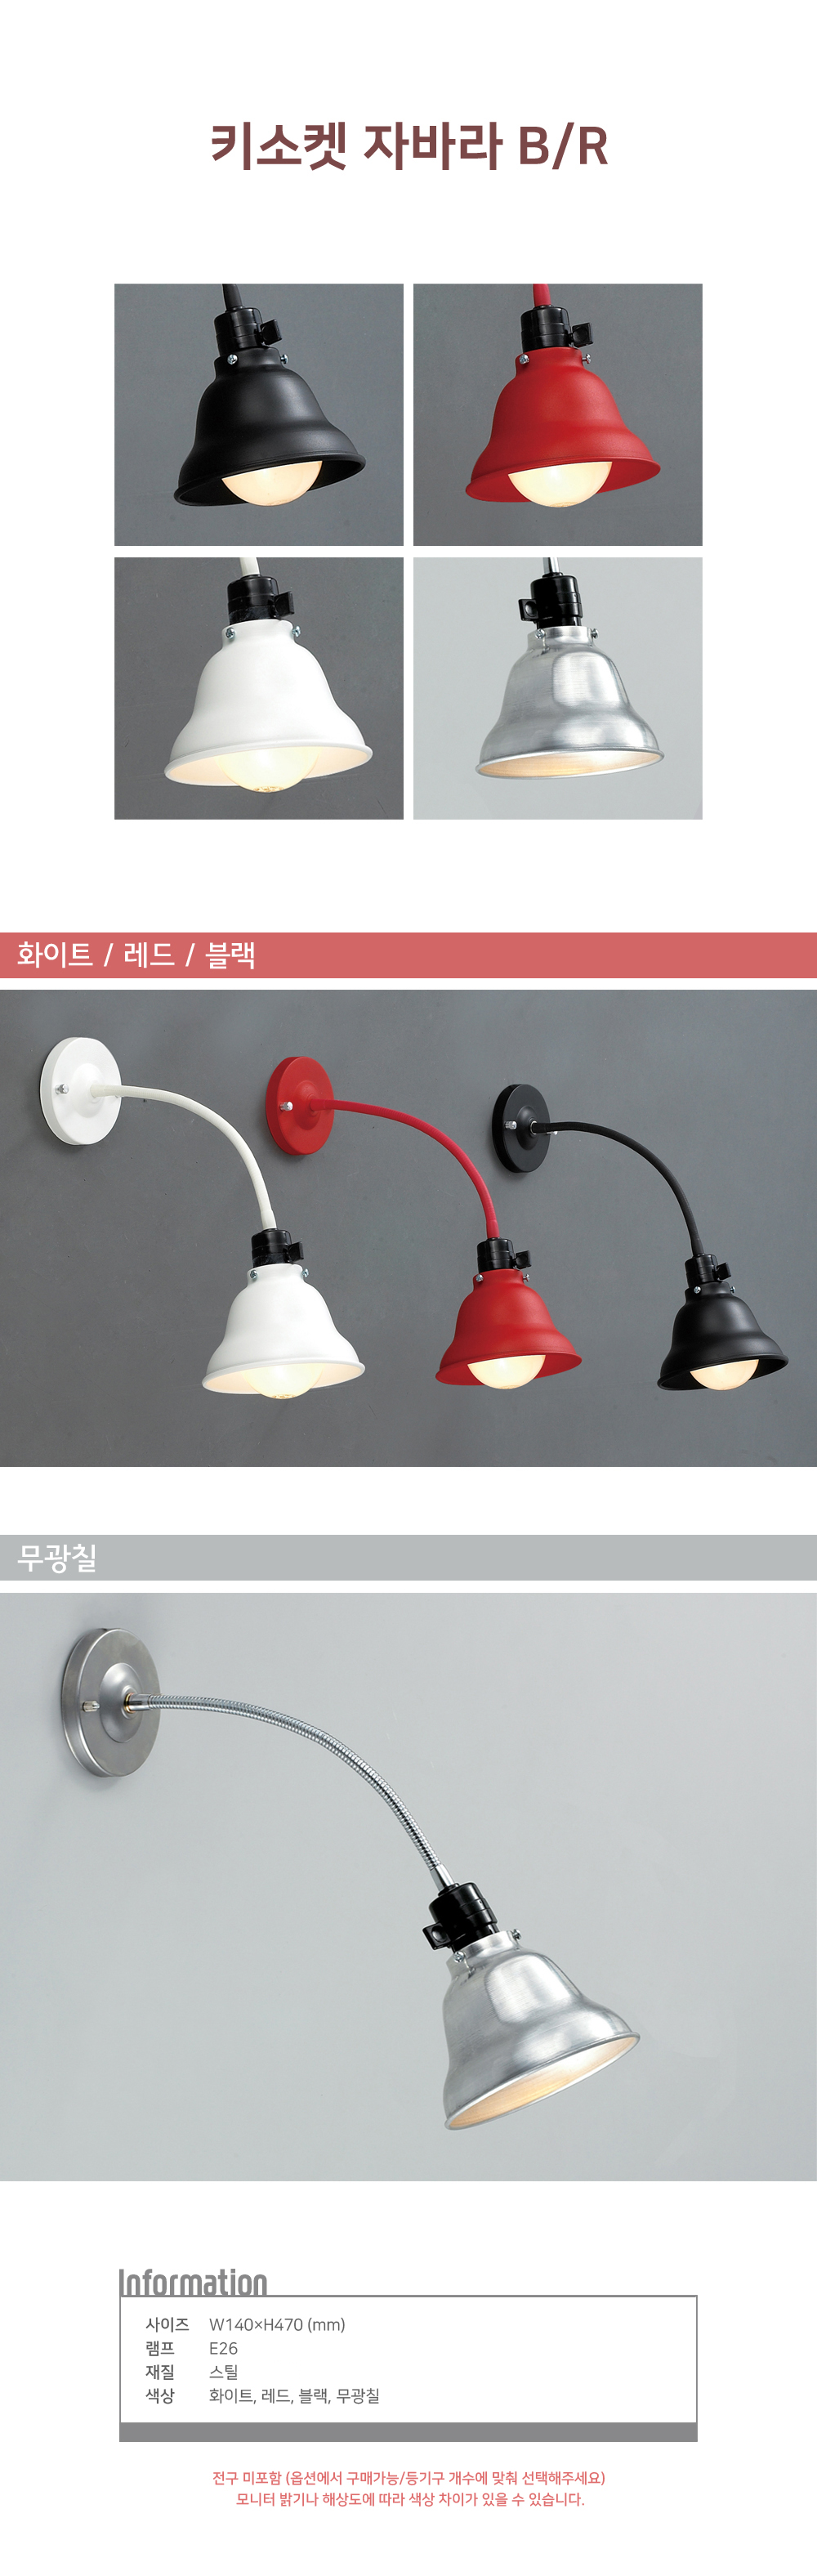 키소켓 자바라 B/R
화이트 / 레드 / 블랙
무광칠
Information
사이즈 W140×H470 (mm)
램프 E26
재질 스틸
색상 화이트, 레드, 블랙, 무광칠
전구 미포함 (옵션에서 구매가능/등기구 개수에 맞춰 선택해주세요)
모니터 밝기나 해상도에 따라 색상 차이가 있을 수 있습니다.